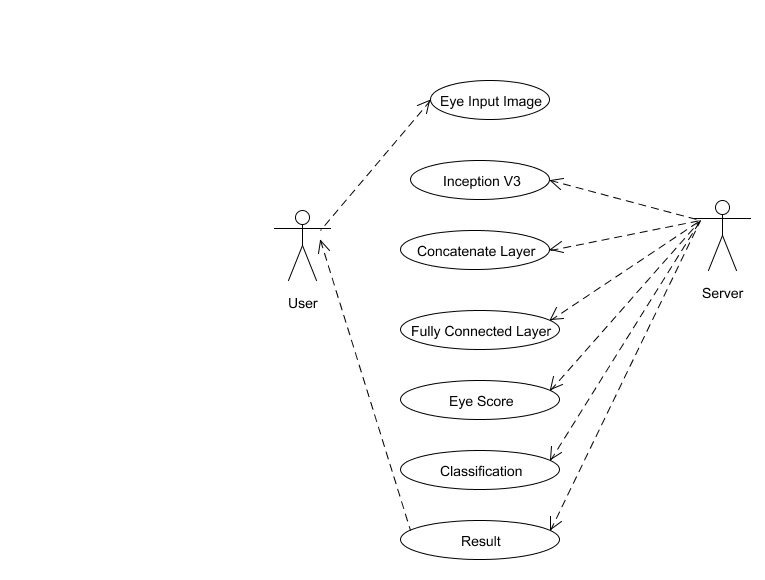 Eye Input Image
Inception V3
Concatenate Layer
User
Server
Fully Connected Layer
Eye Score
Classification
Result